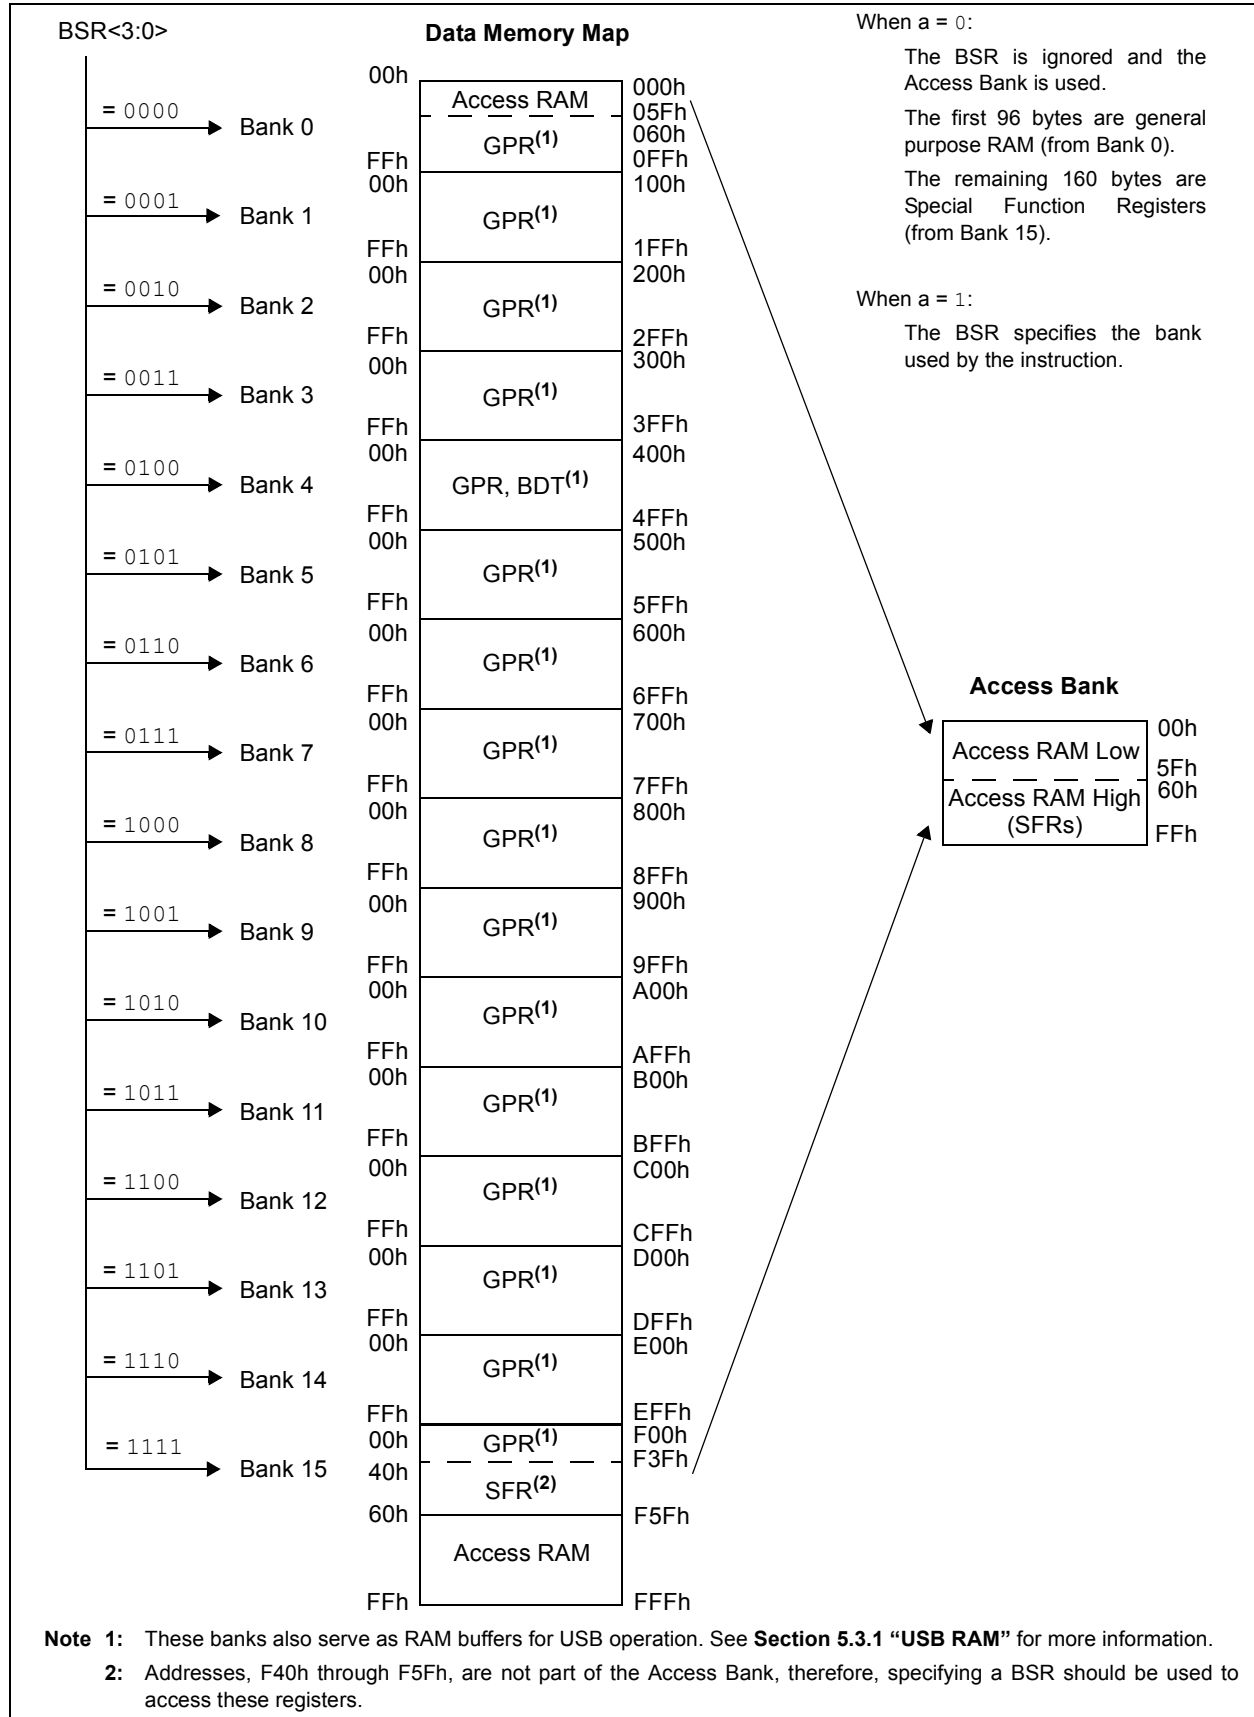 BSR<3:0>
Data Memory Map
When a = 0:
The BSR is ignored and the
Access Bank is used.
The first 96 bytes are general
purpose RAM (from Bank 0).
The remaining 160 bytes are
Special Function Registers
(from Bank 15).
When a = 1:
The BSR specifies the bank
used by the instruction.
= 0000
Bank 0
00h
Access RAM
000h
05Fh
060h
GPR(1)
FFh
0FFh
= 0001
Bank 1
00h
100h
GPR(1)
FFh
1FFh
= 0010
Bank 2
00h
200h
GPR(1)
FFh
2FFh
= 0011
Bank 3
00h
300h
GPR(1)
FFh
3FFh
= 0100
Bank 4
00h
400h
GPR, BDT(1)
FFh
4FFh
= 0101
Bank 5
00h
500h
GPR(1)
FFh
5FFh
= 0110
Bank 6
00h
600h
GPR(1)
FFh
6FFh
= 0111
Bank 7
00h
700h
GPR(1)
FFh
7FFh
= 1000
Bank 8
00h
800h
GPR(1)
FFh
8FFh
= 1001
Bank 9
00h
900h
GPR(1)
FFh
9FFh
= 1010
Bank 10
00h
A00h
GPR(1)
FFh
AFFh
= 1011
Bank 11
00h
B00h
GPR(1)
FFh
BFFh
= 1100
Bank 12
00h
C00h
GPR(1)
FFh
CFFh
= 1101
Bank 13
00h
D00h
GPR(1)
FFh
DFFh
= 1110
Bank 14
00h
E00h
GPR(1)
FFh
EFFh
= 1111
Bank 15
00h
F00h
GPR(1)
F3Fh
40h
SFR(2)
60h
F5Fh
Access RAM
FFh
FFFh
Access Bank
Access RAM Low
00h
5Fh
Access RAM High
(SFRs)
60h
FFh
Note 1: These banks also serve as RAM buffers for USB operation. See Section 5.3.1 “USB RAM” for more information.
2: Addresses, F40h through F5Fh, are not part of the Access Bank, therefore, specifying a BSR should be used to
access these registers.